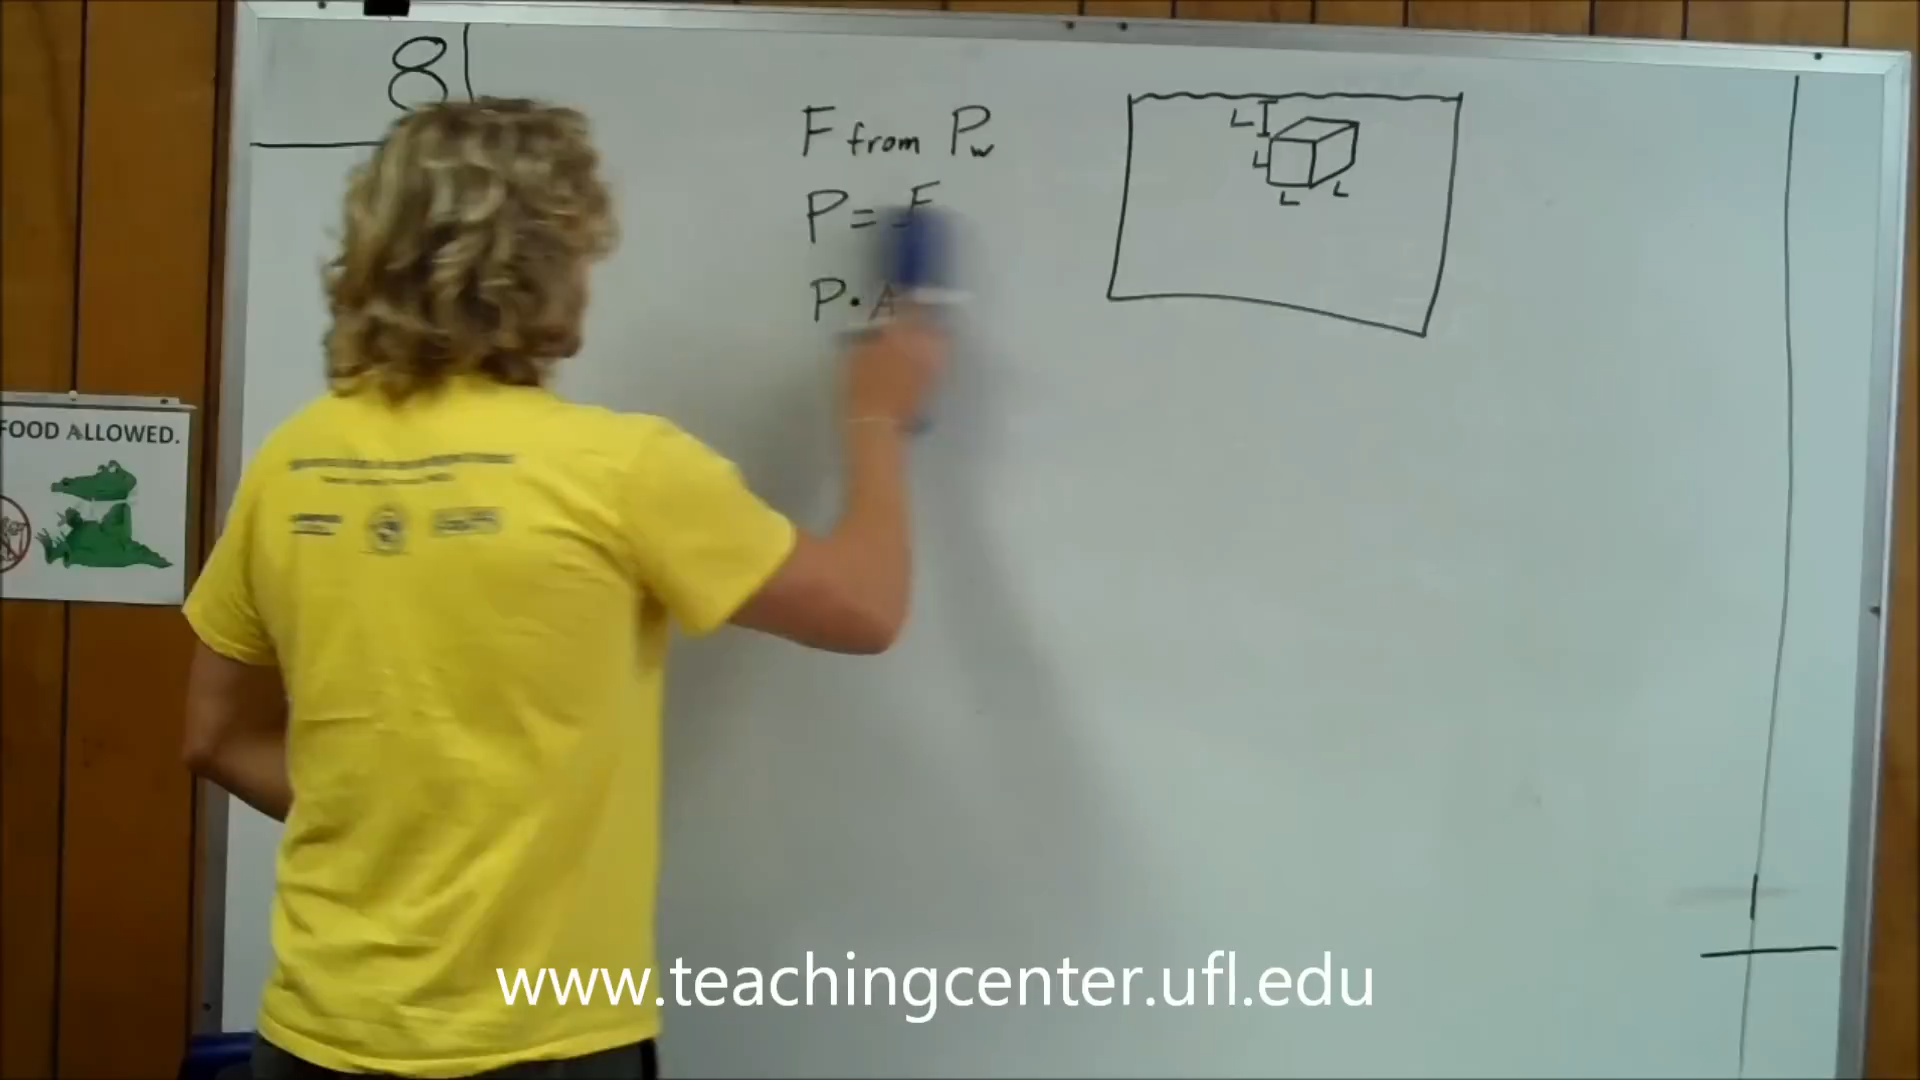 8
F from Pw
P = F
P · A
L
L
L
L
FOOD ALLOWED.
www.teachingcenter.ufl.edu